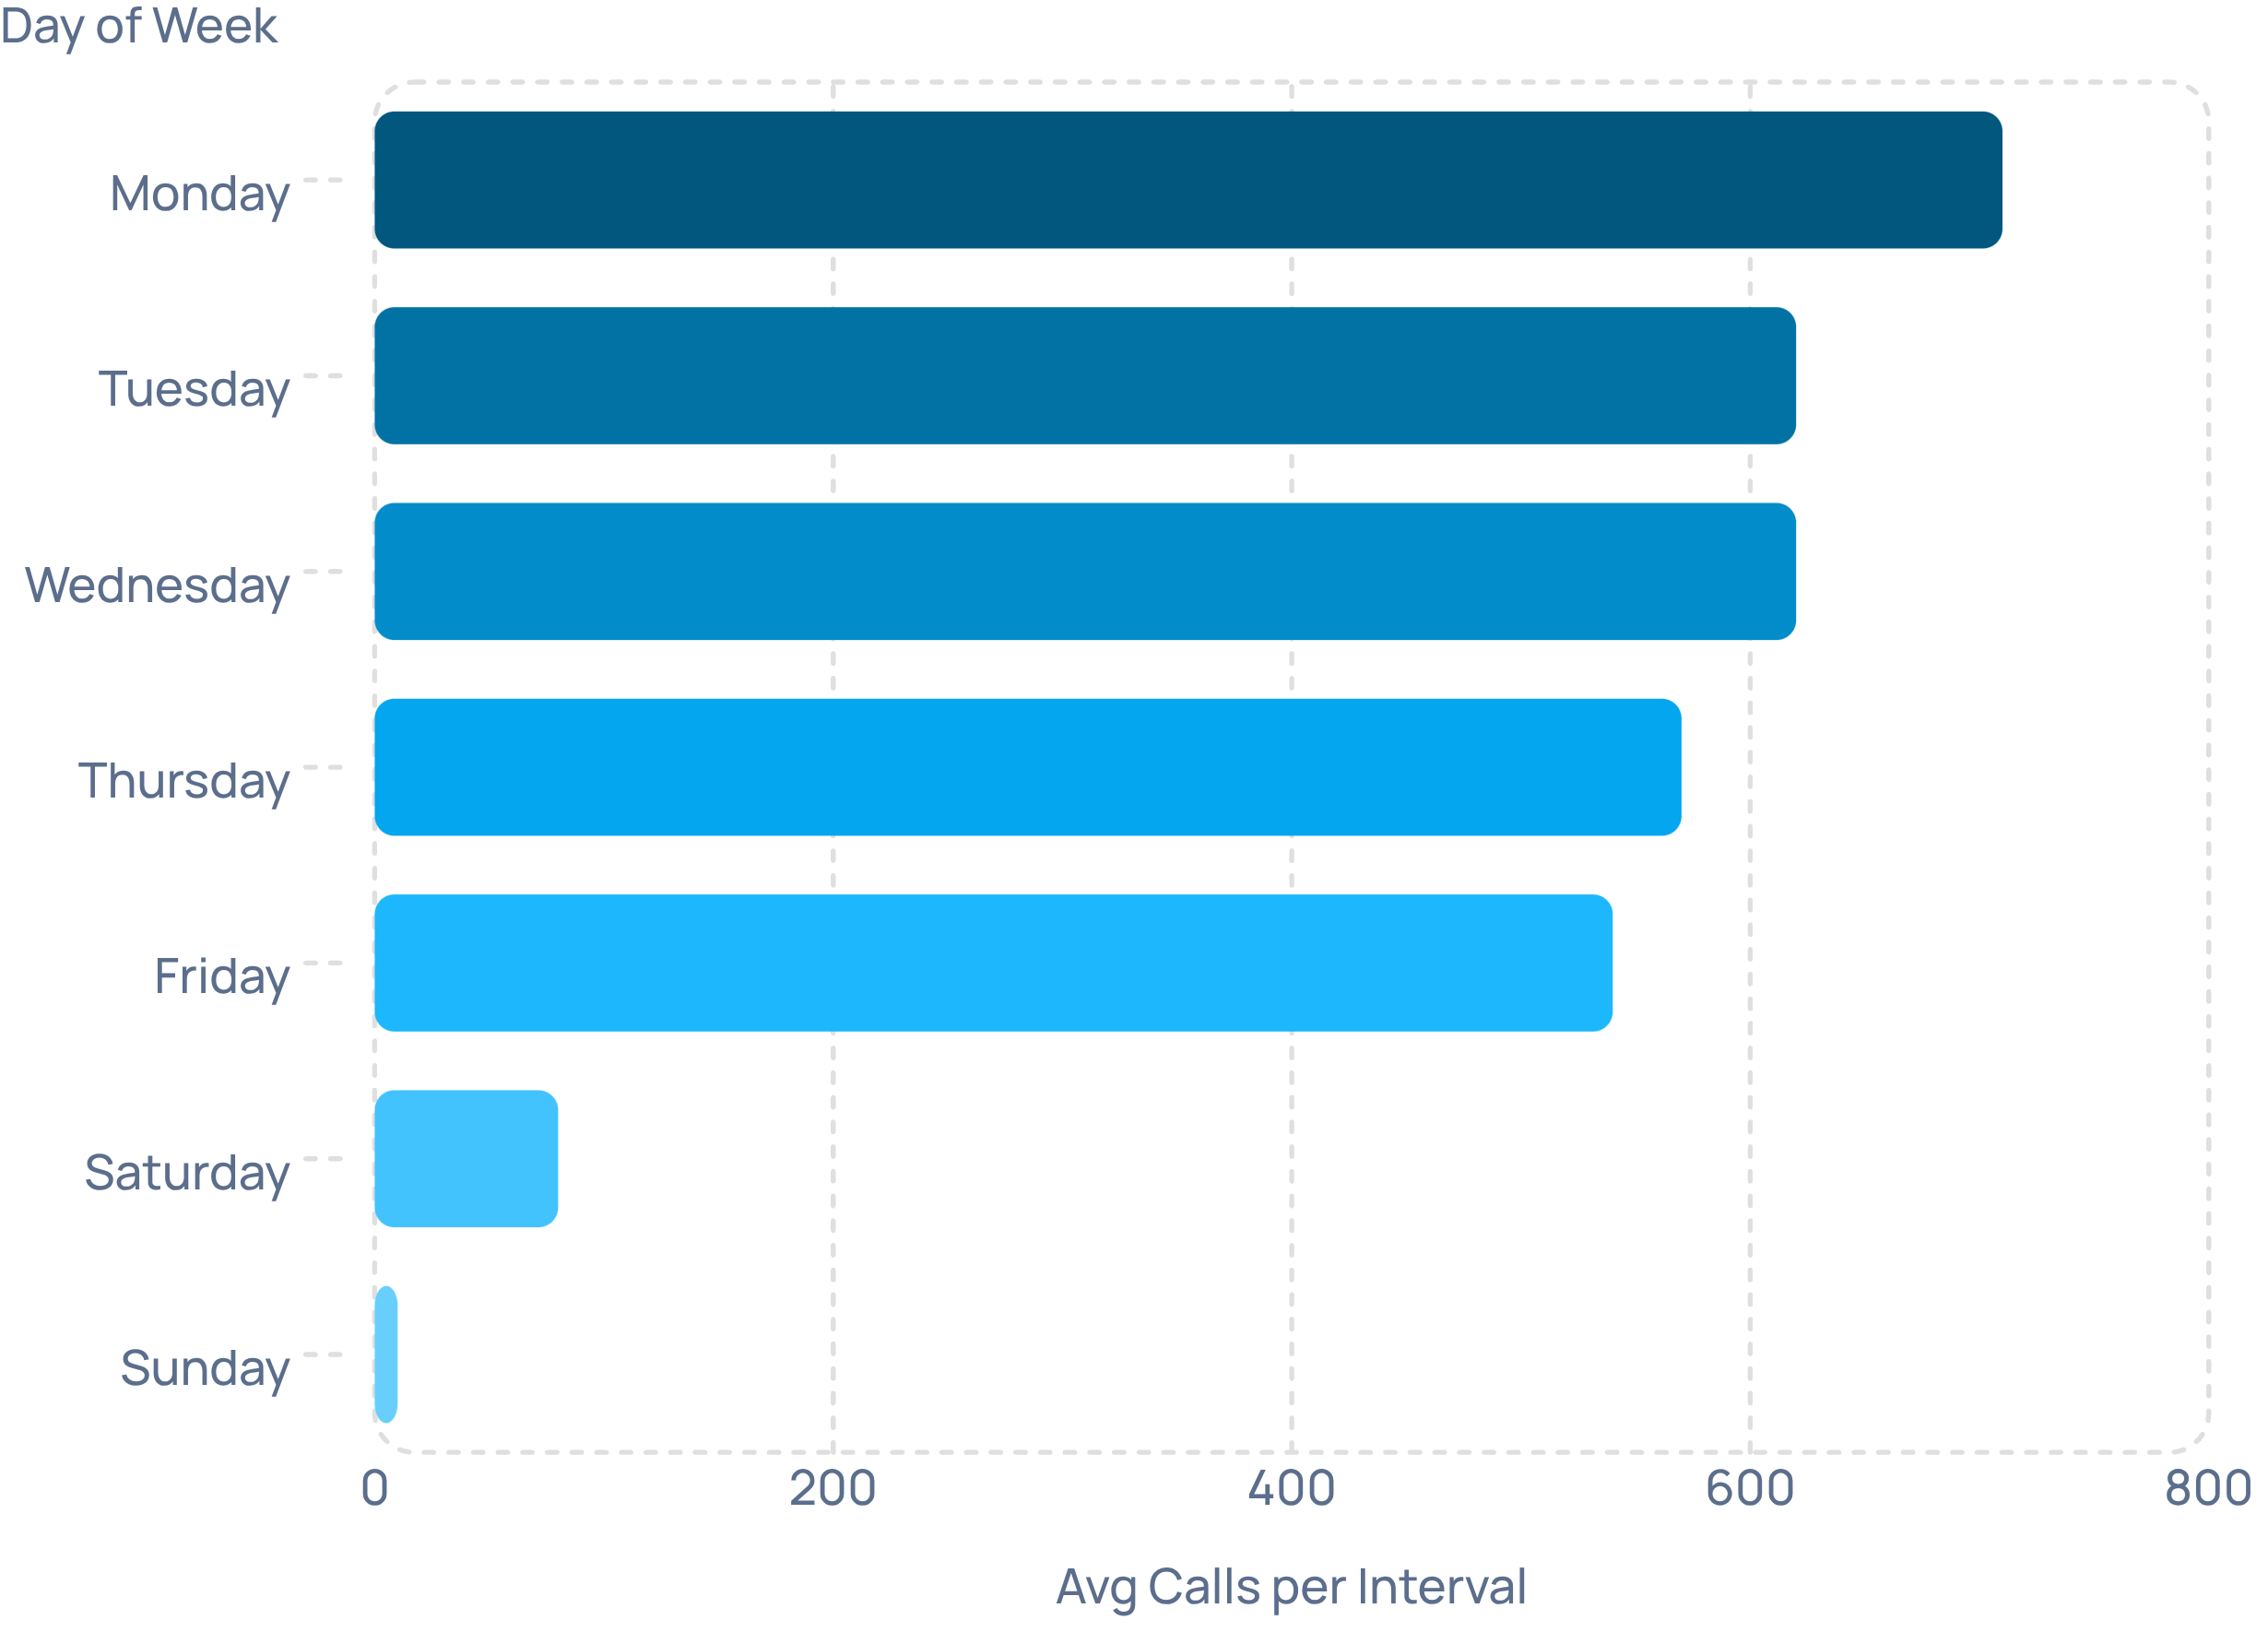 Day of Week
Monday
Tuesday
Wednesday
Thursday
Friday
Saturday
Sunday
0 200 400 600 800
Avg Calls per Interval